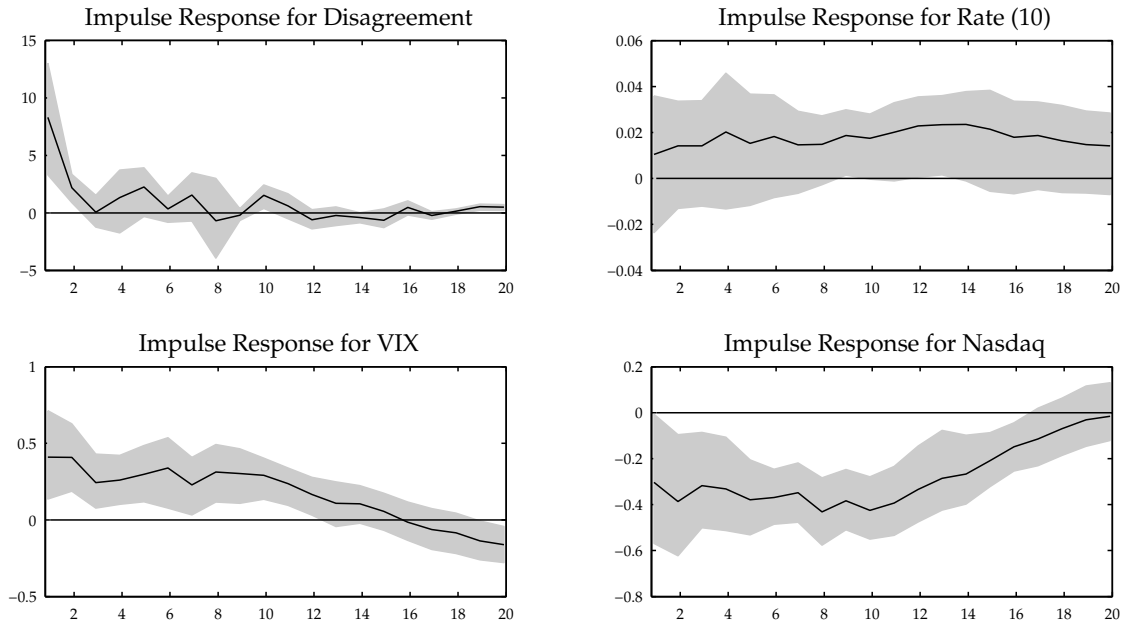 Impulse Response for Disagreement
15
10
5
0
−5
2 4 6 8 10 12 14 16 18 20
Impulse Response for Rate (10)
0.06
0.04
0.02
0
−0.02
−0.04
2 4 6 8 10 12 14 16 18 20
Impulse Response for VIX
1
0.5
0
−0.5
2 4 6 8 10 12 14 16 18 20
Impulse Response for Nasdaq
0.2
0
−0.2
−0.4
−0.6
−0.8
2 4 6 8 10 12 14 16 18 20